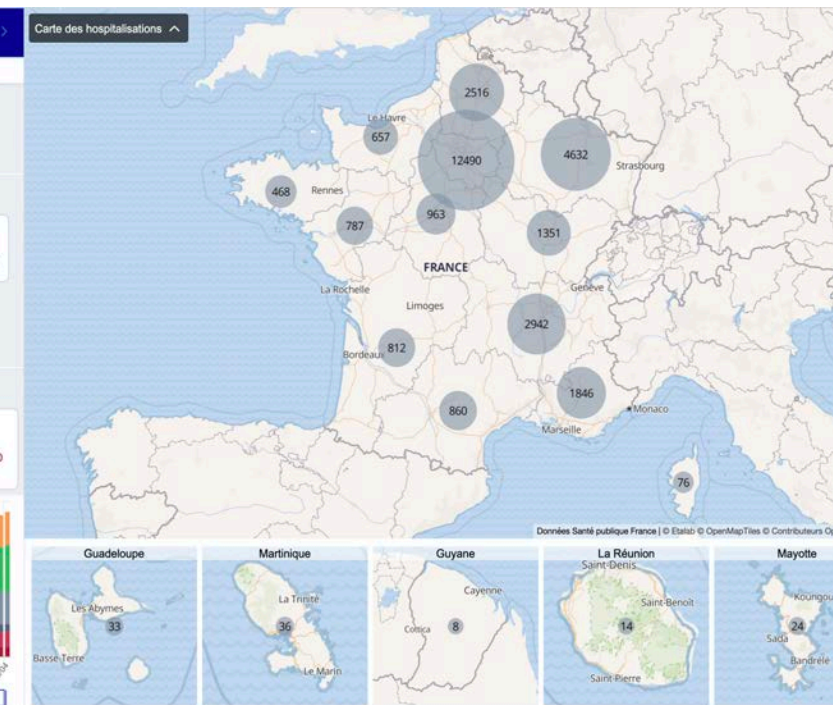 Carte des hospitalisations
Lille
2516
Le Havre
657
12490
4632
Strasbourg
468
Rennes
963
787
1351
FRANCE
La Rochelle
Genève
Limoges
2942
812
Bordeaux
1846
860
Monaco
Marseille
76
Données Santé publique France | © Etalab © OpenMapTiles © Contributeurs Op
Guadeloupe
Les Abymes
33
Basse-Terre
Martinique
La Trinité
36
Le Marin
Guyane
Cayenne
Cottica
8
La Réunion
Saint-Denis
Saint-Benoît
14
Saint-Pierre
Mayotte
Koungou
24
Sada
Bandrélé